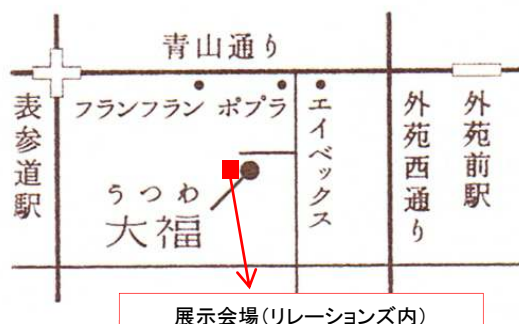 青山通り
フランフラン
ポプラ
エイベックス
外苑西通り
外苑前駅
表参道駅
うつわ
大福
展示会場(リレーションズ内)